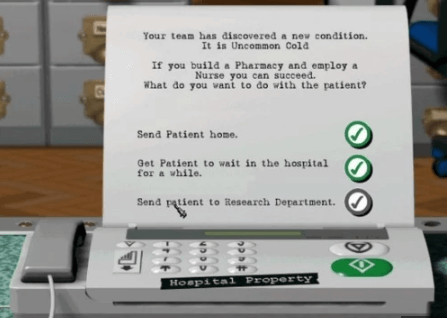 Your team has discovered a new condition.
It is Uncommon Cold
If you build a Pharmacy and employ a
Nurse you can succeed.
What do you want to do with the patient?
Send Patient home.
Get Patient to wait in the hospital
for a while.
Send patient to Research Department.
Hospital Property